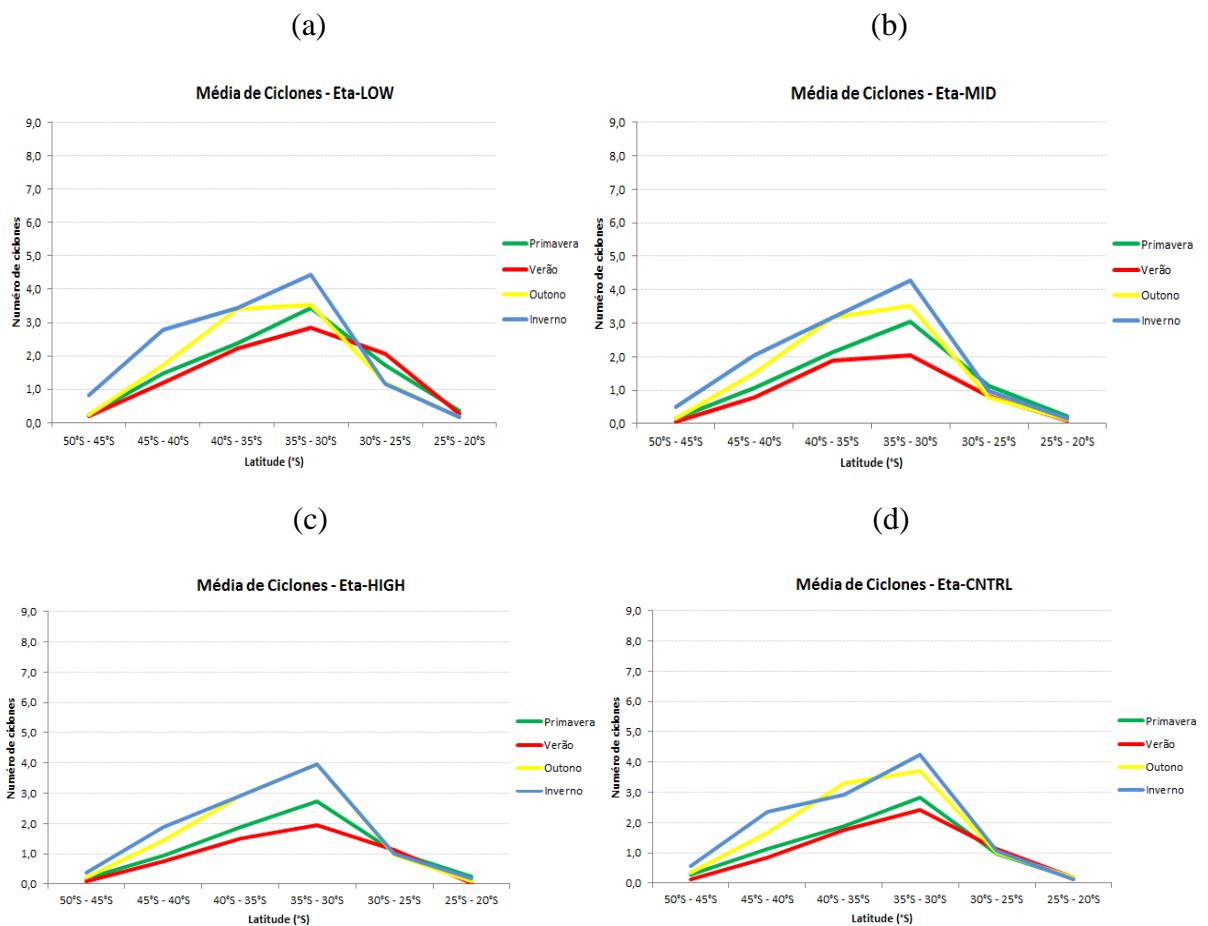 (a)
Média de Ciclones - Eta-LOW
Numéro de ciclones
9,0
8,0
7,0
6,0
5,0
4,0
3,0
2,0
1,0
0,0
50°S - 45°S 45°S - 40°S 40°S - 35°S 35°S - 30°S 30°S - 25°S 25°S - 20°S
Latitude (°S)
Primavera
Verão
Outono
Inverno
(b)
Média de Ciclones - Eta-MID
Numéro de ciclones
9,0
8,0
7,0
6,0
5,0
4,0
3,0
2,0
1,0
0,0
50°S - 45°S 45°S - 40°S 40°S - 35°S 35°S - 30°S 30°S - 25°S 25°S - 20°S
Latitude (°S)
Primavera
Verão
Outono
Inverno
(c)
Média de Ciclones - Eta-HIGH
Numéro de ciclones
9,0
8,0
7,0
6,0
5,0
4,0
3,0
2,0
1,0
0,0
50°S - 45°S 45°S - 40°S 40°S - 35°S 35°S - 30°S 30°S - 25°S 25°S - 20°S
Latitude (°S)
Primavera
Verão
Outono
Inverno
(d)
Média de Ciclones - Eta-CNTRL
Numéro de ciclones
9,0
8,0
7,0
6,0
5,0
4,0
3,0
2,0
1,0
0,0
50°S - 45°S 45°S - 40°S 40°S - 35°S 35°S - 30°S 30°S - 25°S 25°S - 20°S
Latitude (°S)
Primavera
Verão
Outono
Inverno